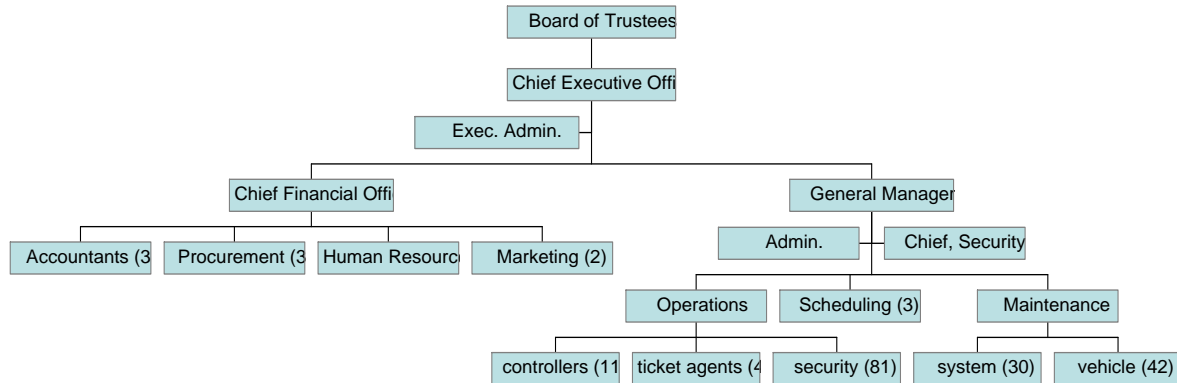 Board of Trustees
Chief Executive Offi
Exec. Admin.
Chief Financial Offi
General Manager
Accountants (3
Procurement (3
Human Resourc
Marketing (2)
Admin.
Chief, Security
Operations
Scheduling (3)
Maintenance
controllers (11
ticket agents (4
security (81)
system (30)
vehicle (42)